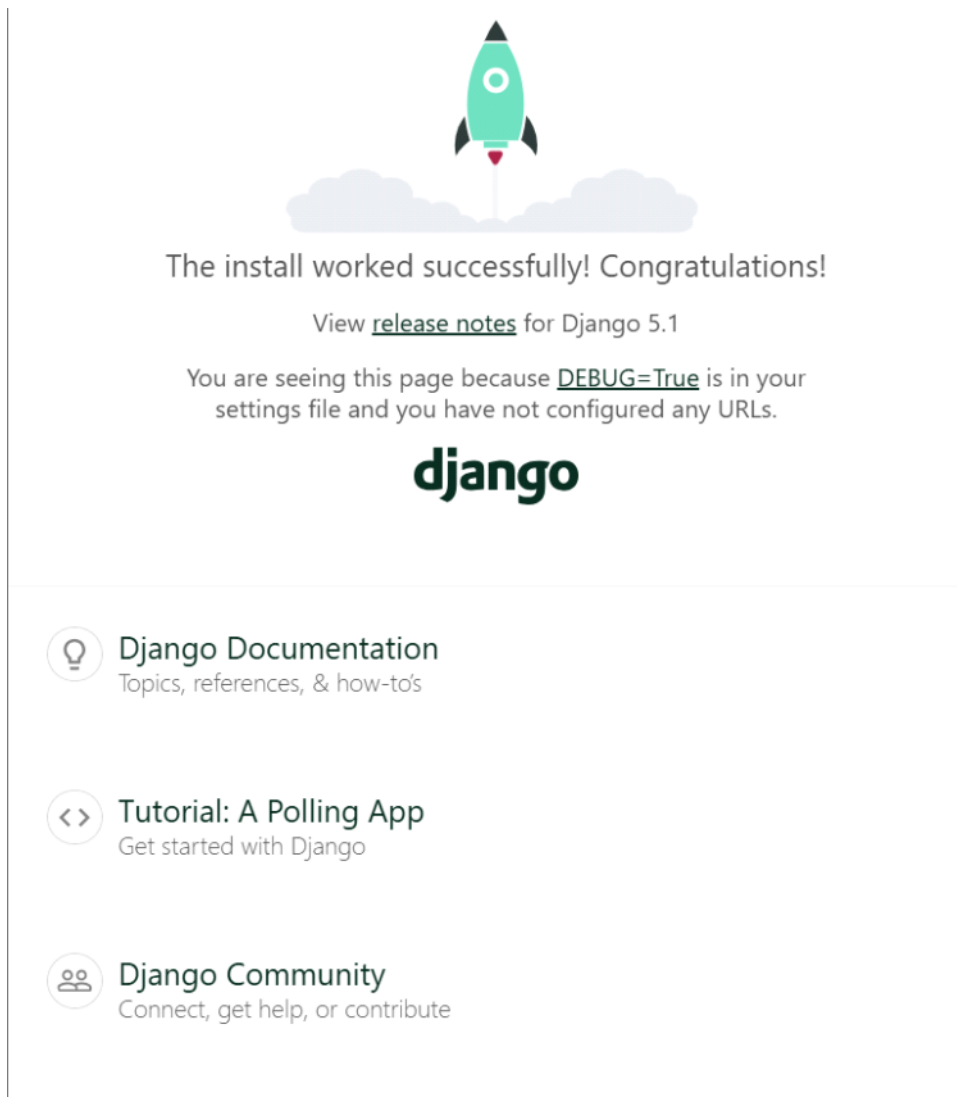 The install worked successfully! Congratulations!
View release notes for Django 5.1
You are seeing this page because DEBUG=True is in your
settings file and you have not configured any URLs.
django
Django Documentation
Topics, references, & how-to’s
Tutorial: A Polling App
Get started with Django
Django Community
Connect, get help, or contribute